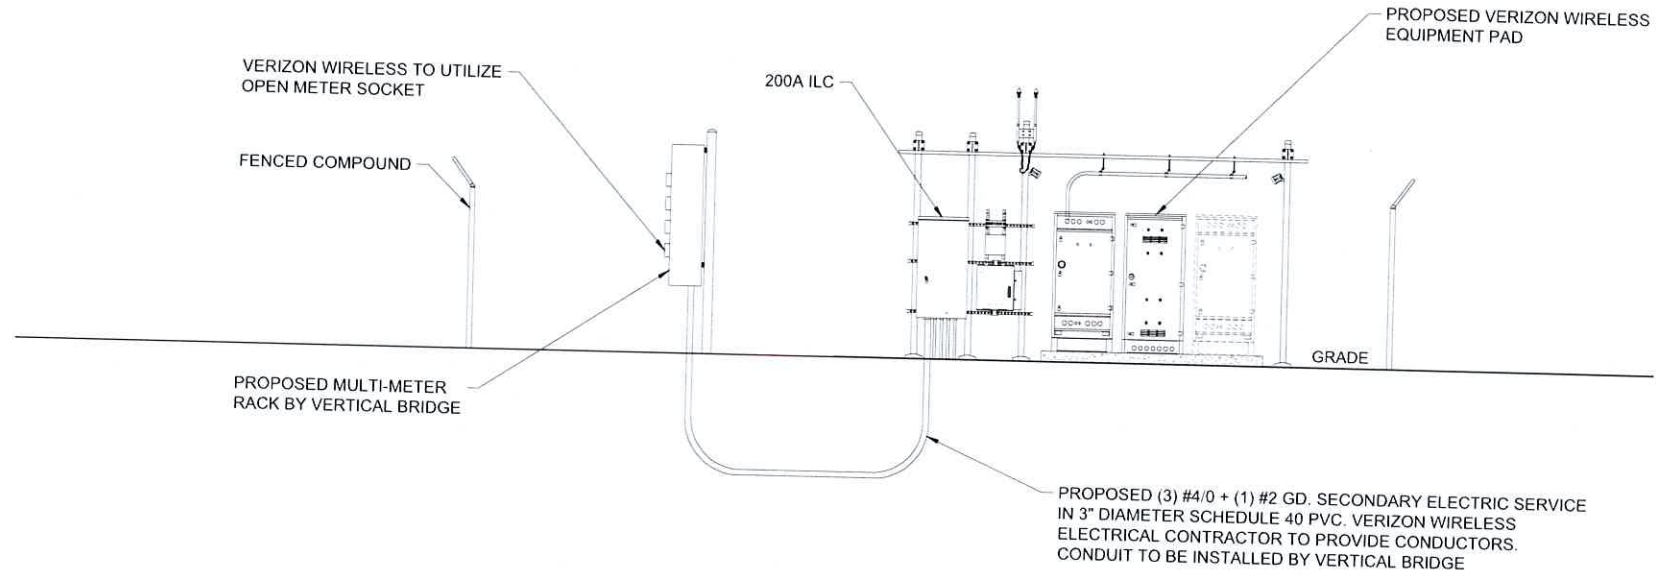 PROPOSED VERIZON WIRELESS
EQUIPMENT PAD
VERIZON WIRELESS TO UTILIZE
OPEN METER SOCKET
200A ILC
FENCED COMPOUND
GRADE
PROPOSED MULTI-METER
RACK BY VERTICAL BRIDGE
PROPOSED (3) #4/0 + (1) #2 GD. SECONDARY ELECTRIC SERVICE
IN 3" DIAMETER SCHEDULE 40 PVC. VERIZON WIRELESS
ELECTRICAL CONTRACTOR TO PROVIDE CONDUCTORS.
CONDUIT TO BE INSTALLED BY VERTICAL BRIDGE